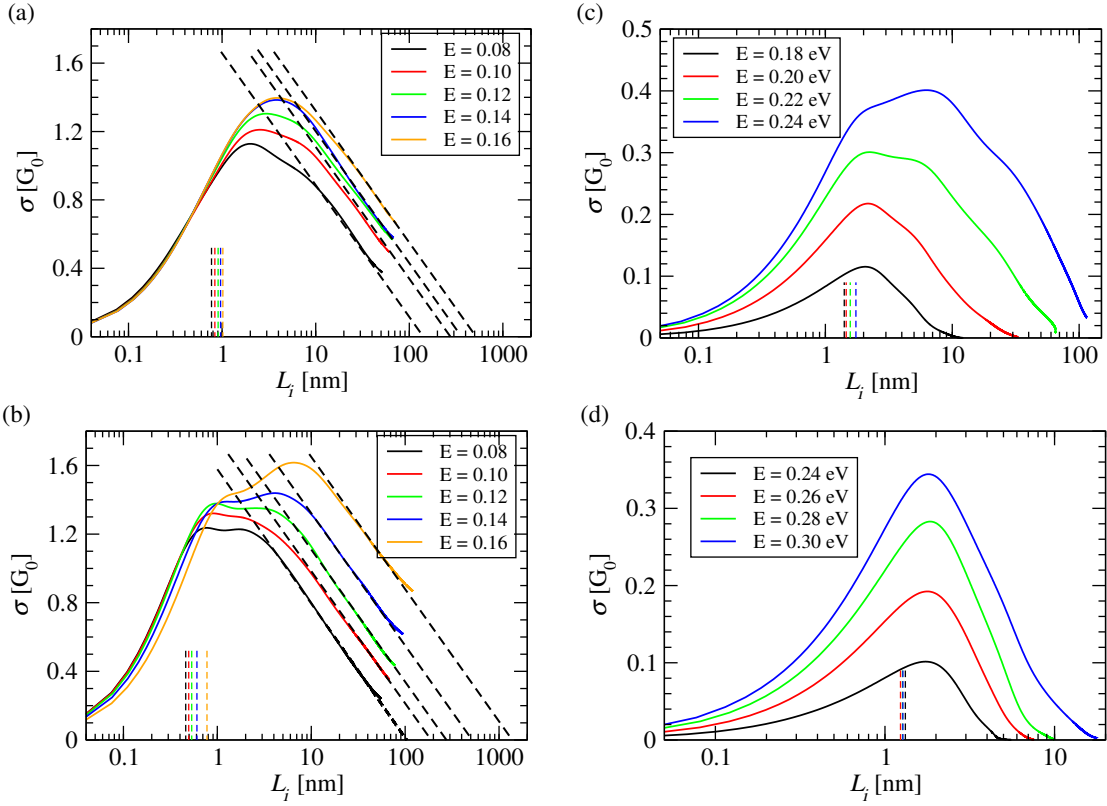 (a)
1.6
1.2
0.8
0.4
0
σ [G0]
E = 0.08
E = 0.10
E = 0.12
E = 0.14
E = 0.16
0.1
1
10
100
1000
Li [nm]
(c)
0.5
0.4
0.3
0.2
0.1
0
σ [G0]
E = 0.18 eV
E = 0.20 eV
E = 0.22 eV
E = 0.24 eV
0.1
1
10
100
Li [nm]
(b)
1.6
1.2
0.8
0.4
0
σ [G0]
E = 0.08
E = 0.10
E = 0.12
E = 0.14
E = 0.16
0.1
1
10
100
1000
Li [nm]
(d)
0.4
0.3
0.2
0.1
0
σ [G0]
E = 0.24 eV
E = 0.26 eV
E = 0.28 eV
E = 0.30 eV
0.1
1
10
Li [nm]